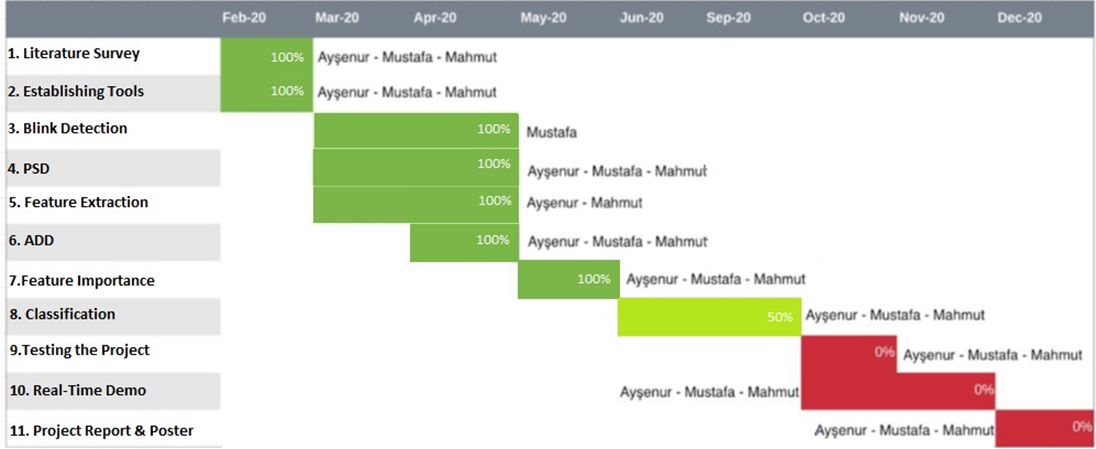 Feb-20 Mar-20 Apr-20 May-20 Jun-20 Sep-20 Oct-20 Nov-20 Dec-20
1. Literature Survey 100% Ayşenur - Mustafa - Mahmut
2. Establishing Tools 100% Ayşenur - Mustafa - Mahmut
3. Blink Detection 100% Mustafa
4. PSD 100% Ayşenur - Mustafa - Mahmut
5. Feature Extraction 100% Ayşenur - Mahmut
6. ADD 100% Ayşenur - Mustafa - Mahmut
7.Feature Importance 100% Ayşenur - Mustafa - Mahmut
8. Classification 50% Ayşenur - Mustafa - Mahmut
9.Testing the Project 0% Ayşenur - Mustafa - Mahmut
10. Real-Time Demo Ayşenur - Mustafa - Mahmut 0%
11. Project Report & Poster Ayşenur - Mustafa - Mahmut 0%